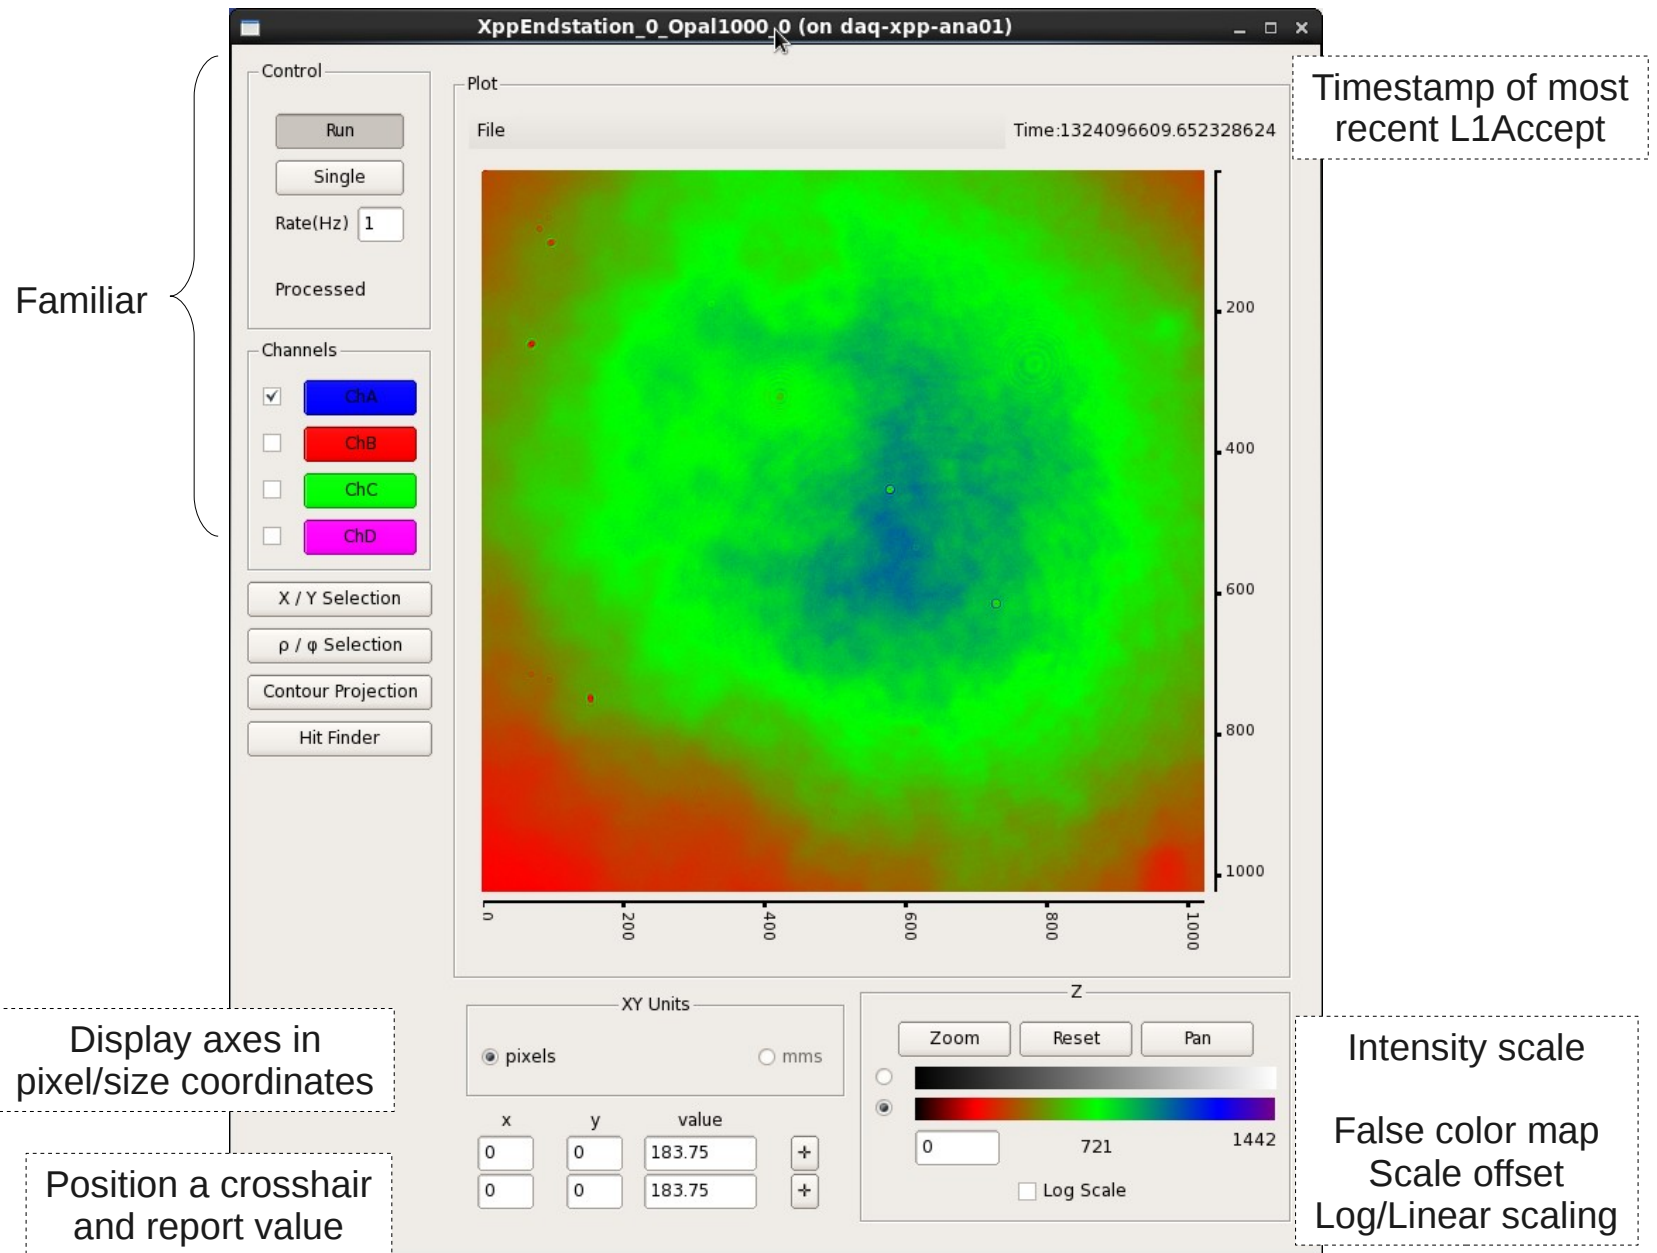 XppEndstation_0_Opal1000_0 (on daq-xpp-ana01)
Control
Run
Single
Rate(Hz) 1
Processed
Familiar
Channels
ChA
ChB
ChC
ChD
X / Y Selection
ρ / φ Selection
Contour Projection
Hit Finder
Plot
File
Time:1324096609.652328624
Timestamp of most
recent L1Accept
200
400
600
800
1000
0
200
400
600
800
1000
Display axes in
pixel/size coordinates
Position a crosshair
and report value
XY Units
pixels
mms
x y value
0 0 183.75
0 0 183.75
Z
Zoom Reset Pan
0 721 1442
Log Scale
Intensity scale
False color map
Scale offset
Log/Linear scaling